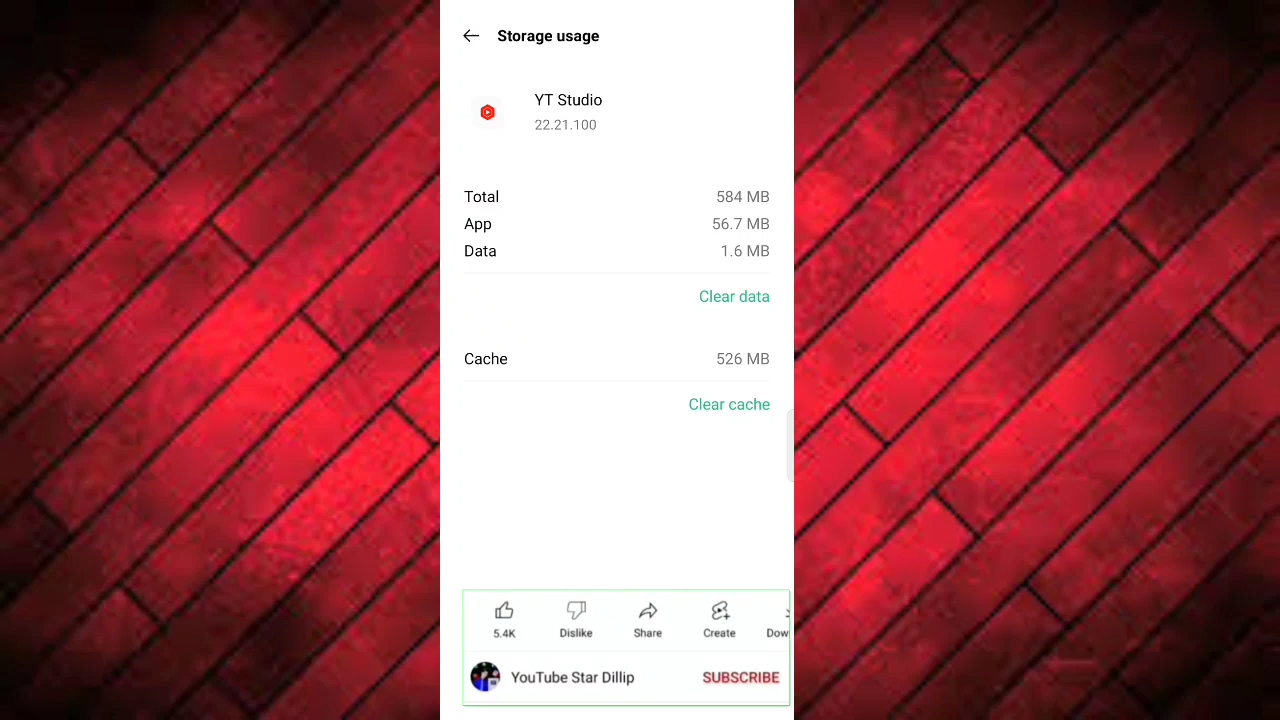 Storage usage
YT Studio
22.21.100
Total 584 MB
App 56.7 MB
Data 1.6 MB
Clear data
Cache 526 MB
Clear cache
5.4K Dislike Share Create Dow
YouTube Star Dillip SUBSCRIBE